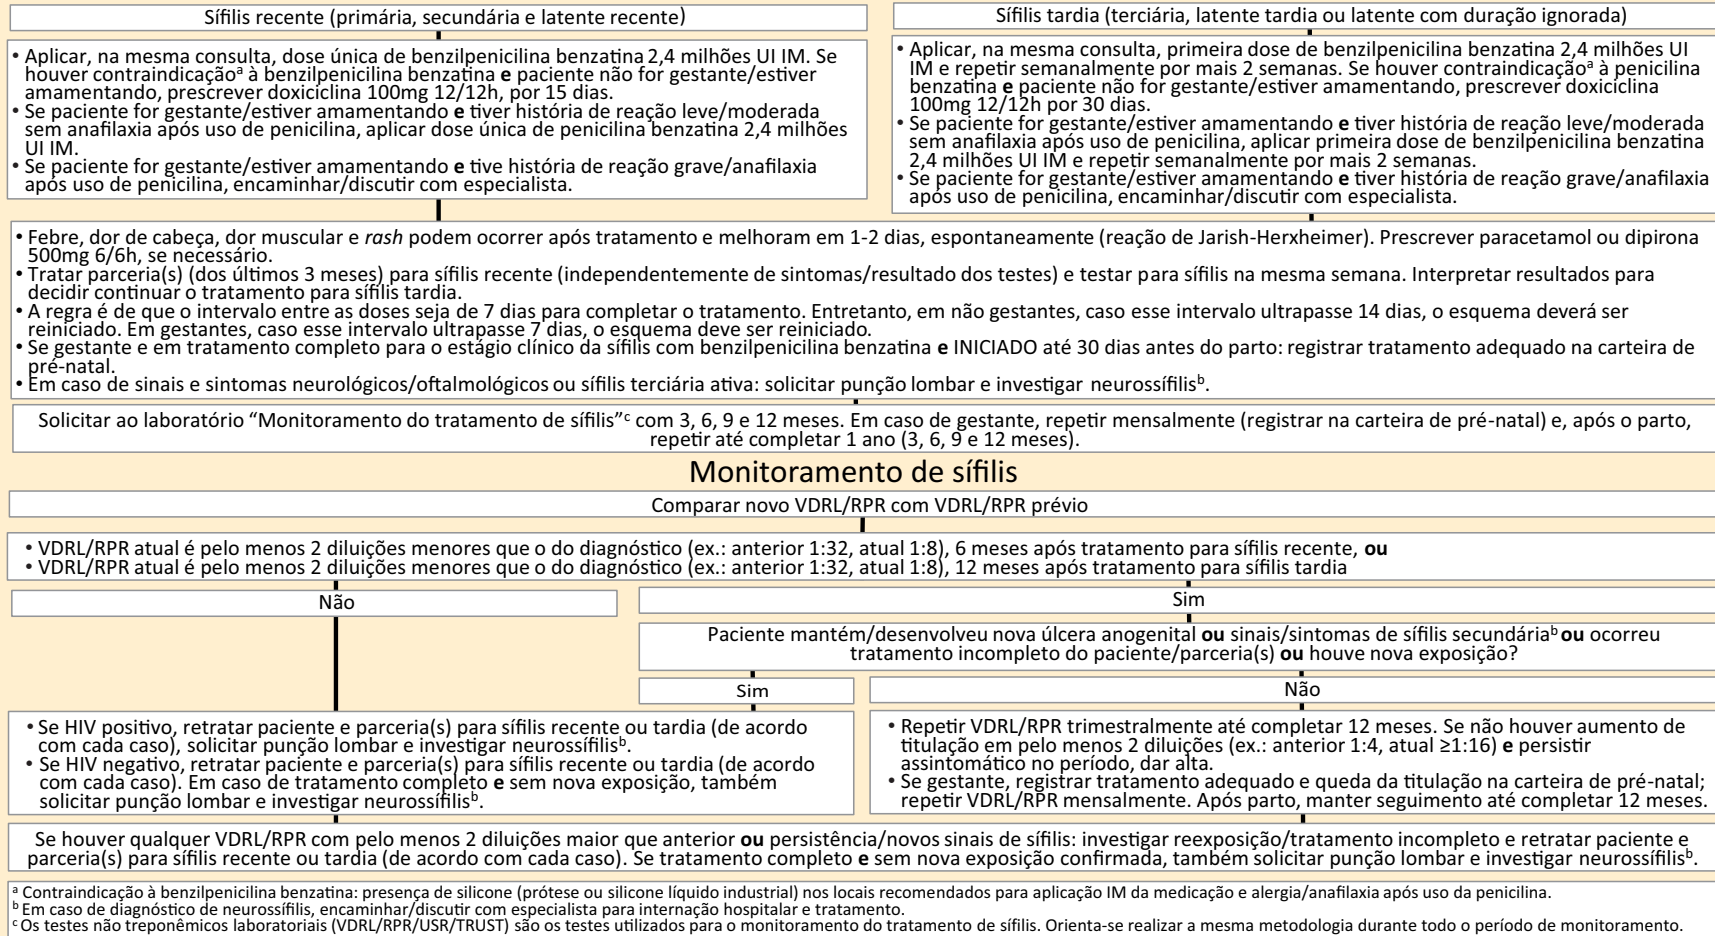 Sífilis recente (primária, secundária e latente recente)
• Aplicar, na mesma consulta, dose única de benzilpenicilina benzatina 2,4 milhões UI IM. Se
houver contraindicaçãoᵃ à benzilpenicilina benzatina e paciente não for gestante/estiver
amamentando, prescrever doxiciclina 100mg 12/12h, por 15 dias.
• Se paciente for gestante/estiver amamentando e tiver história de reação leve/moderada
sem anafilaxia após uso de penicilina, aplicar dose única de penicilina benzatina 2,4 milhões
UI IM.
• Se paciente for gestante/estiver amamentando e tive história de reação grave/anafilaxia
após uso de penicilina, encaminhar/discutir com especialista.
Sífilis tardia (terciária, latente tardia ou latente com duração ignorada)
• Aplicar, na mesma consulta, primeira dose de benzilpenicilina benzatina 2,4 milhões UI
IM e repetir semanalmente por mais 2 semanas. Se houver contraindicaçãoᵃ à penicilina
benzatina e paciente não for gestante/estiver amamentando, prescrever doxiciclina
100mg 12/12h por 30 dias.
• Se paciente for gestante/estiver amamentando e tiver história de reação leve/moderada
sem anafilaxia após uso de penicilina, aplicar primeira dose de benzilpenicilina benzatina
2,4 milhões UI IM e repetir semanalmente por mais 2 semanas.
• Se paciente for gestante/estiver amamentando e tiver história de reação grave/anafilaxia
após uso de penicilina, encaminhar/discutir com especialista.
• Febre, dor de cabeça, dor muscular e rash podem ocorrer após tratamento e melhoram em 1-2 dias, espontaneamente (reação de Jarish-Herxheimer). Prescrever paracetamol ou dipirona
500mg 6/6h, se necessário.
• Tratar parceria(s) (dos últimos 3 meses) para sífilis recente (independentemente de sintomas/resultado dos testes) e testar para sífilis na mesma semana. Interpretar resultados para
decidir continuar o tratamento para sífilis tardia.
• A regra é de que o intervalo entre as doses seja de 7 dias para completar o tratamento. Entretanto, em não gestantes, caso esse intervalo ultrapasse 14 dias, o esquema deverá ser
reiniciado. Em gestantes, caso esse intervalo ultrapasse 7 dias, o esquema deve ser reiniciado.
• Se gestante e em tratamento completo para o estágio clínico da sífilis com benzilpenicilina benzatina e INICIADO até 30 dias antes do parto: registrar tratamento adequado na carteira de
pré-natal.
• Em caso de sinais e sintomas neurológicos/oftalmológicos ou sífilis terciária ativa: solicitar punção lombar e investigar neurossífilisᵇ.
Solicitar ao laboratório “Monitoramento do tratamento de sífilis”ᶜ com 3, 6, 9 e 12 meses. Em caso de gestante, repetir mensalmente (registrar na carteira de pré-natal) e, após o parto,
repetir até completar 1 ano (3, 6, 9 e 12 meses).
Monitoramento de sífilis
Comparar novo VDRL/RPR com VDRL/RPR prévio
• VDRL/RPR atual é pelo menos 2 diluições menores que o do diagnóstico (ex.: anterior 1:32, atual 1:8), 6 meses após tratamento para sífilis recente, ou
• VDRL/RPR atual é pelo menos 2 diluições menores que o do diagnóstico (ex.: anterior 1:32, atual 1:8), 12 meses após tratamento para sífilis tardia
Não
Sim
Paciente mantém/desenvolveu nova úlcera anogenital ou sinais/sintomas de sífilis secundáriaᵇ ou ocorreu
tratamento incompleto do paciente/parceria(s) ou houve nova exposição?
Sim
Não
• Se HIV positivo, retratar paciente e parceria(s) para sífilis recente ou tardia (de acordo
com cada caso), solicitar punção lombar e investigar neurossífilisᵇ.
• Se HIV negativo, retratar paciente e parceria(s) para sífilis recente ou tardia (de acordo
com cada caso). Em caso de tratamento completo e sem nova exposição, também
solicitar punção lombar e investigar neurossífilisᵇ.
• Repetir VDRL/RPR trimestralmente até completar 12 meses. Se não houver aumento de
titulação em pelo menos 2 diluições (ex.: anterior 1:4, atual ≥1:16) e persistir
assintomático no período, dar alta.
• Se gestante, registrar tratamento adequado e queda da titulação na carteira de pré-natal;
repetir VDRL/RPR mensalmente. Após parto, manter seguimento até completar 12 meses.
Se houver qualquer VDRL/RPR com pelo menos 2 diluições maior que anterior ou persistência/novos sinais de sífilis: investigar reexposição/tratamento incompleto e retratar paciente e
parceria(s) para sífilis recente ou tardia (de acordo com cada caso). Se tratamento completo e sem nova exposição confirmada, também solicitar punção lombar e investigar neurossífilisᵇ.
ᵃ Contraindicação à benzilpenicilina benzatina: presença de silicone (prótese ou silicone líquido industrial) nos locais recomendados para aplicação IM da medicação e alergia/anafilaxia após uso da penicilina.
ᵇ Em caso de diagnóstico de neurossífilis, encaminhar/discutir com especialista para internação hospitalar e tratamento.
ᶜ Os testes não treponêmicos laboratoriais (VDRL/RPR/USR/TRUST) são os testes utilizados para o monitoramento do tratamento de sífilis. Orienta-se realizar a mesma metodologia durante todo o período de monitoramento.